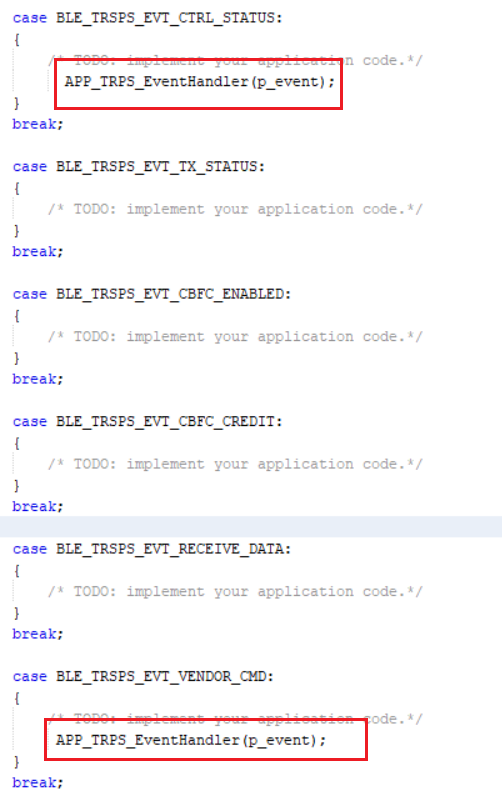 case BLE_TRSPS_EVT_CTRL_STATUS:
{
/* TODO: implement your application code.*/
APP_TRPS_EventHandler(p_event);
}
break;
case BLE_TRSPS_EVT_TX_STATUS:
{
/* TODO: implement your application code.*/
}
break;
case BLE_TRSPS_EVT_CBFC_ENABLED:
{
/* TODO: implement your application code.*/
}
break;
case BLE_TRSPS_EVT_CBFC_CREDIT:
{
/* TODO: implement your application code.*/
}
break;
case BLE_TRSPS_EVT_RECEIVE_DATA:
{
/* TODO: implement your application code.*/
}
break;
case BLE_TRSPS_EVT_VENDOR_CMD:
{
/* TODO: implement your application code.*/
APP_TRPS_EventHandler(p_event);
}
break;